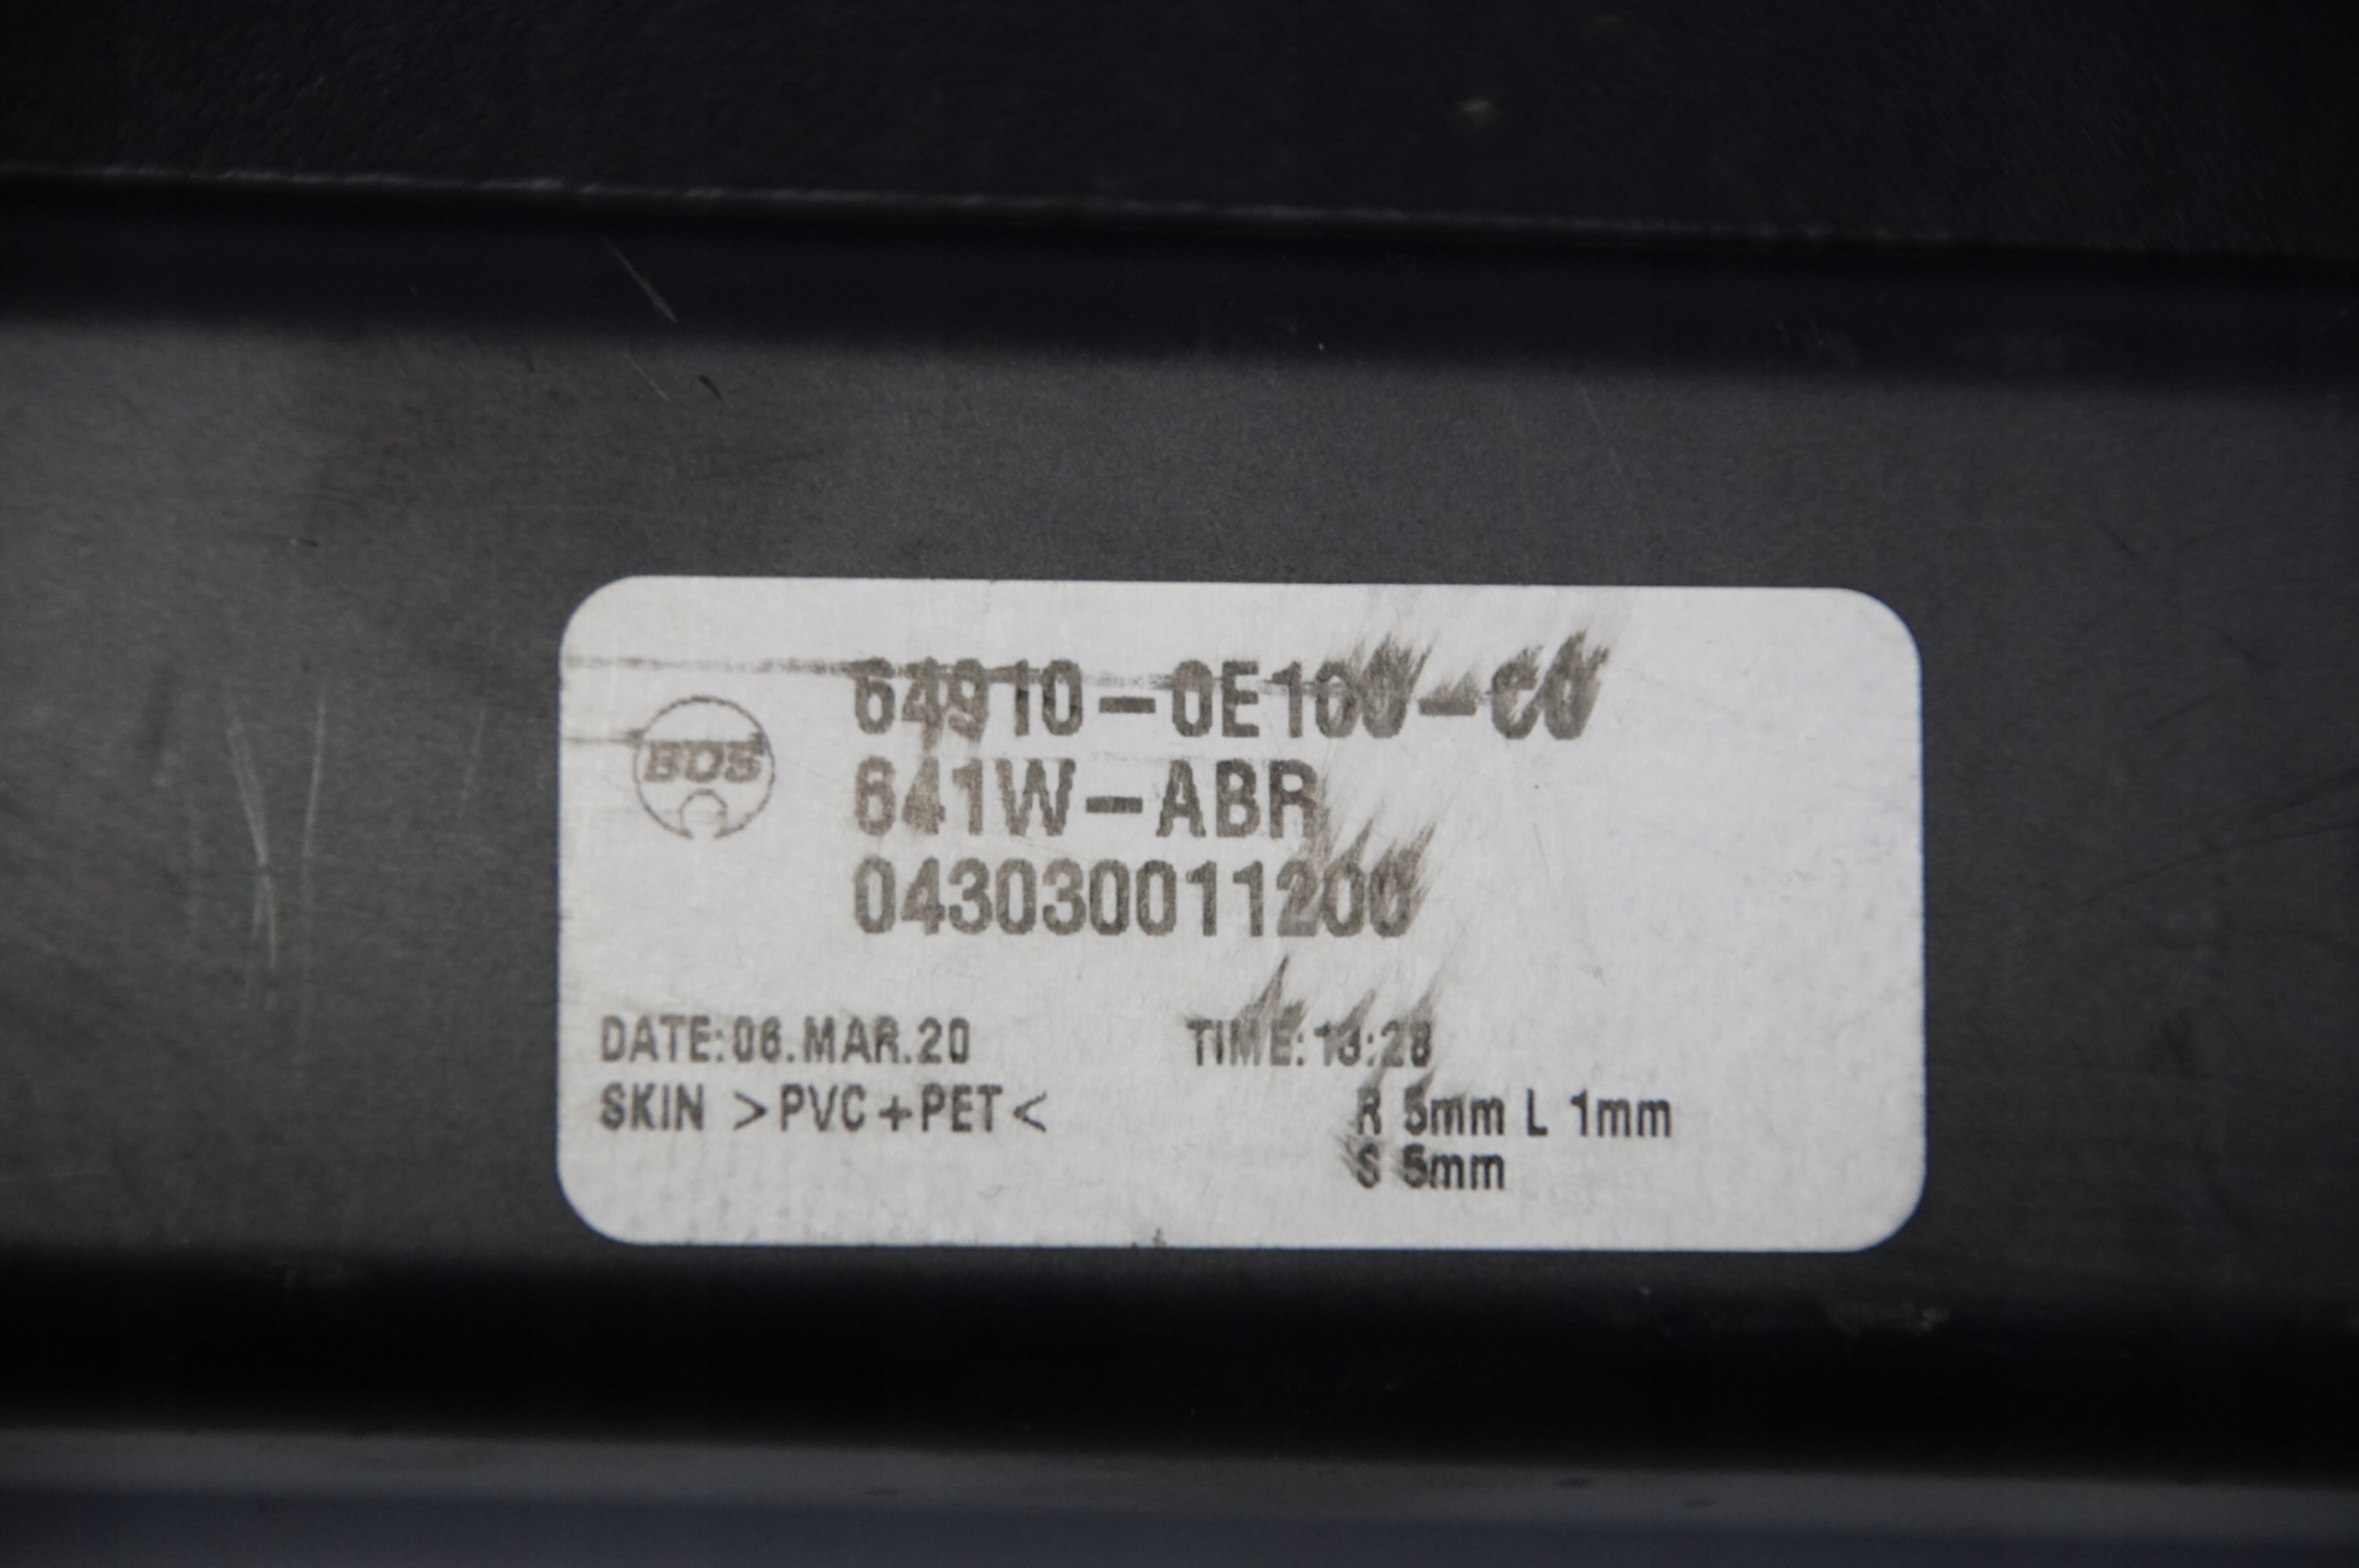 64910-0E100-C0
BOS
641W-ABR
043030011200
DATE:06.MAR.20 TIME:13:28
SKIN >PVC+PET< R 5mm L 1mm
S 5mm